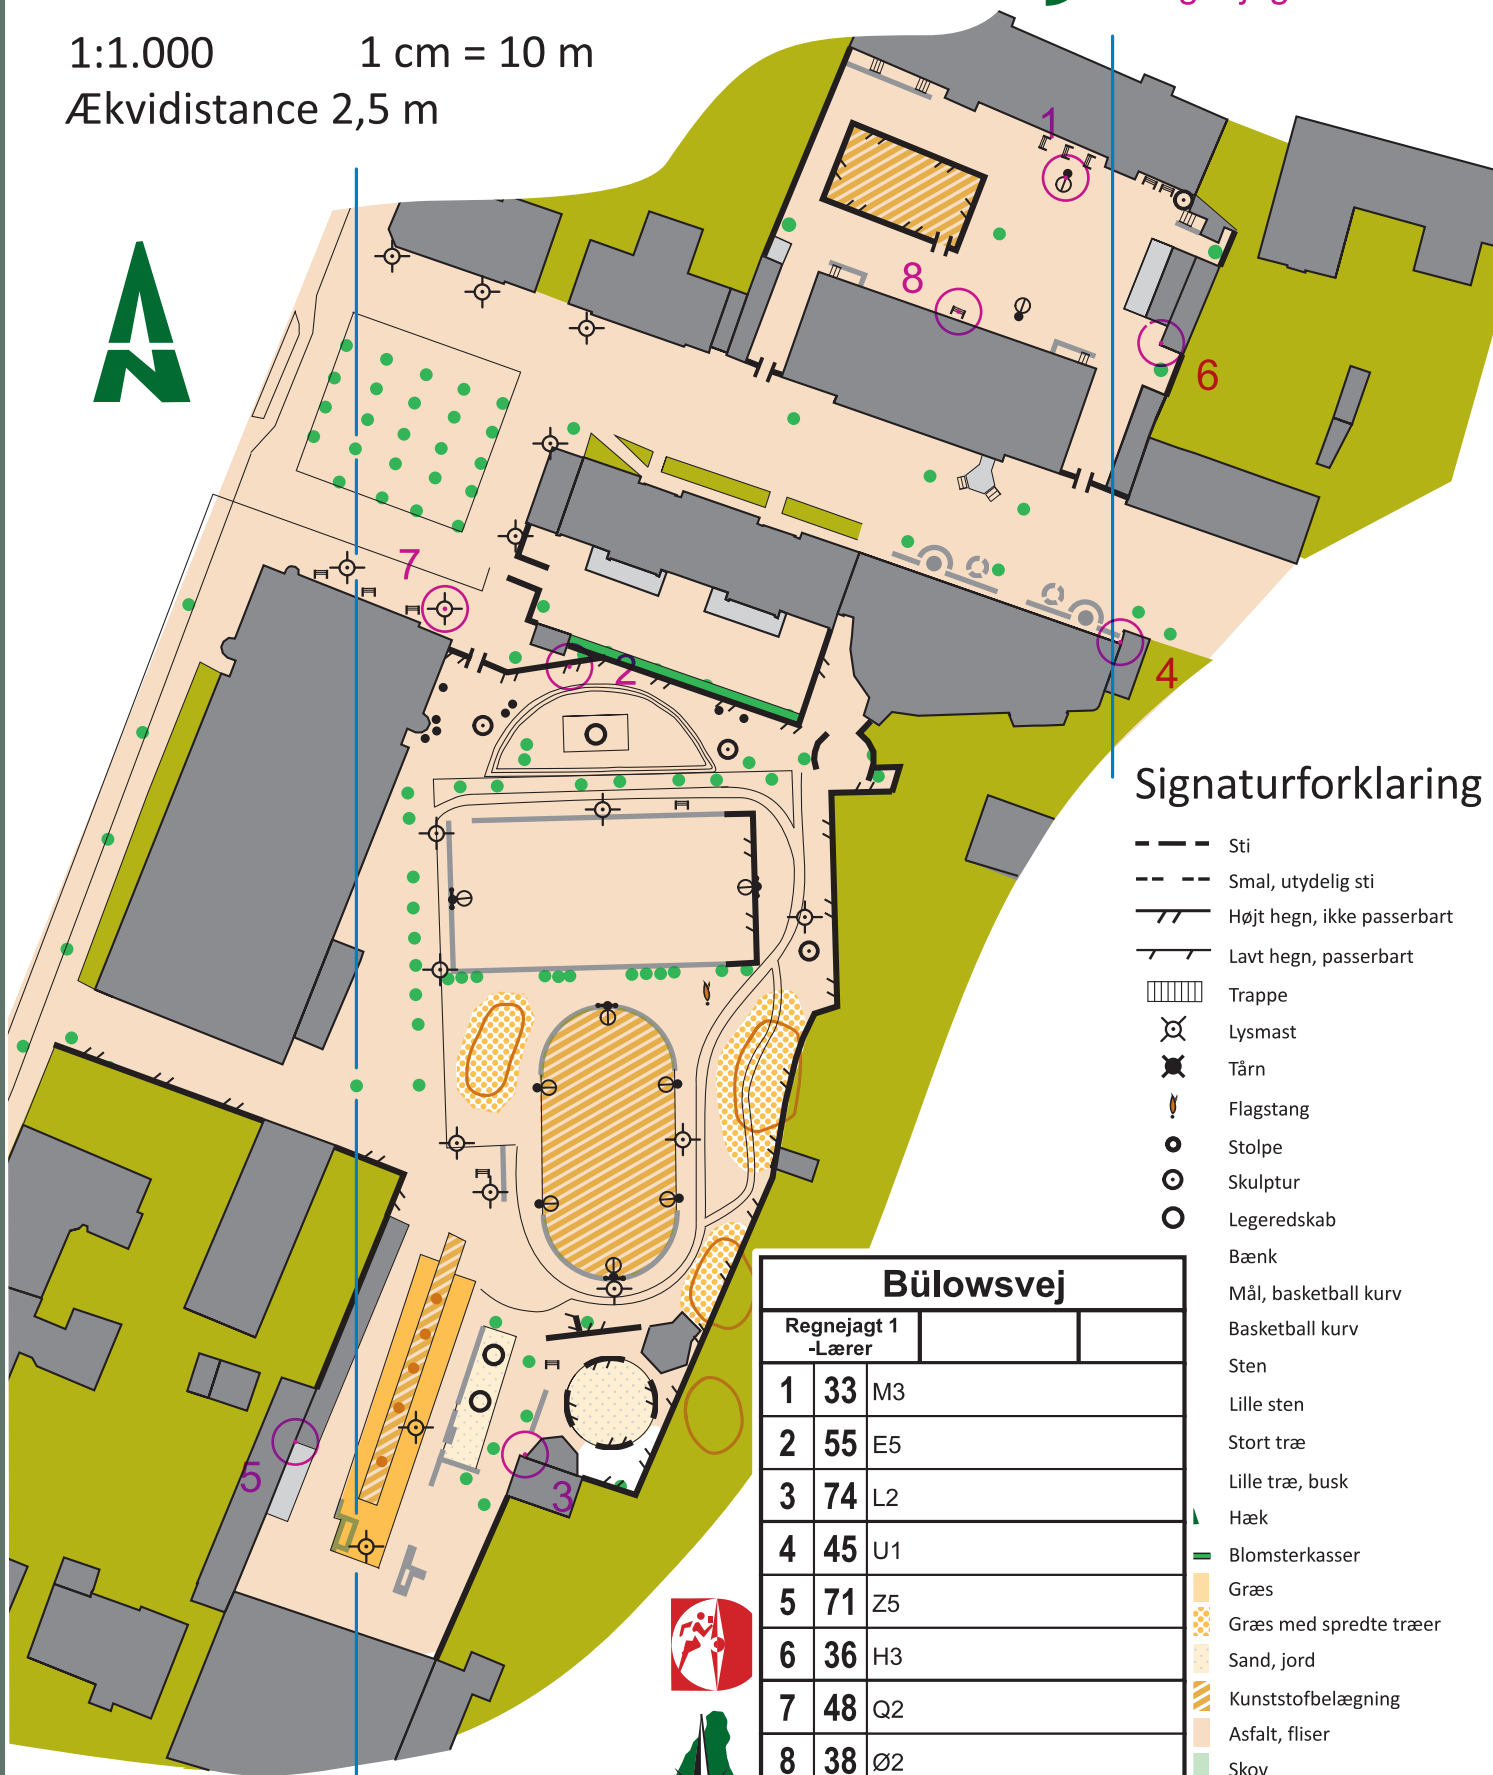 1:1.000 1 cm = 10 m
Ækvidistance 2,5 m
1
8
6
7
2
4
5
3
Signaturforklaring
Sti
Smal, utydelig sti
Højt hegn, ikke passerbart
Lavt hegn, passerbart
Trappe
Lysmast
Tårn
Flagstang
Stolpe
Skulptur
Legeredskab
Bænk
Mål, basketball kurv
Basketball kurv
Sten
Lille sten
Stort træ
Lille træ, busk
Hæk
Blomsterkasser
Græs
Græs med spredte træer
Sand, jord
Kunststofbelægning
Asfalt, fliser
Skov
Bülowsvej
Regnejagt 1
-Lærer
1 33 M3
2 55 E5
3 74 L2
4 45 U1
5 71 Z5
6 36 H3
7 48 Q2
8 38 Ø2